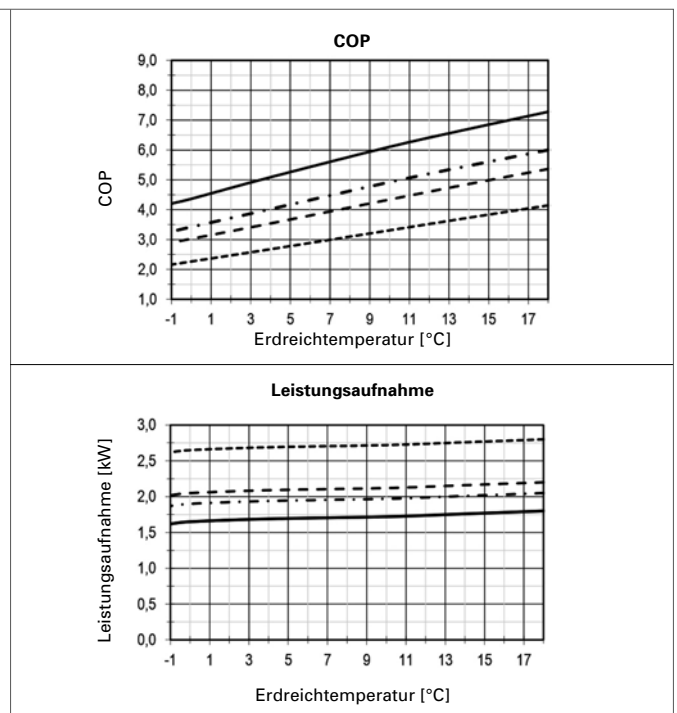 COP
9,0
8,0
7,0
6,0
5,0
4,0
3,0
2,0
1,0
COP
-1 1 3 5 7 9 11 13 15 17
Erdreichtemperatur [°C]
Leistungsaufnahme
3,0
2,5
2,0
1,5
1,0
0,5
0,0
Leistungsaufnahme [kW]
-1 1 3 5 7 9 11 13 15 17
Erdreichtemperatur [°C]